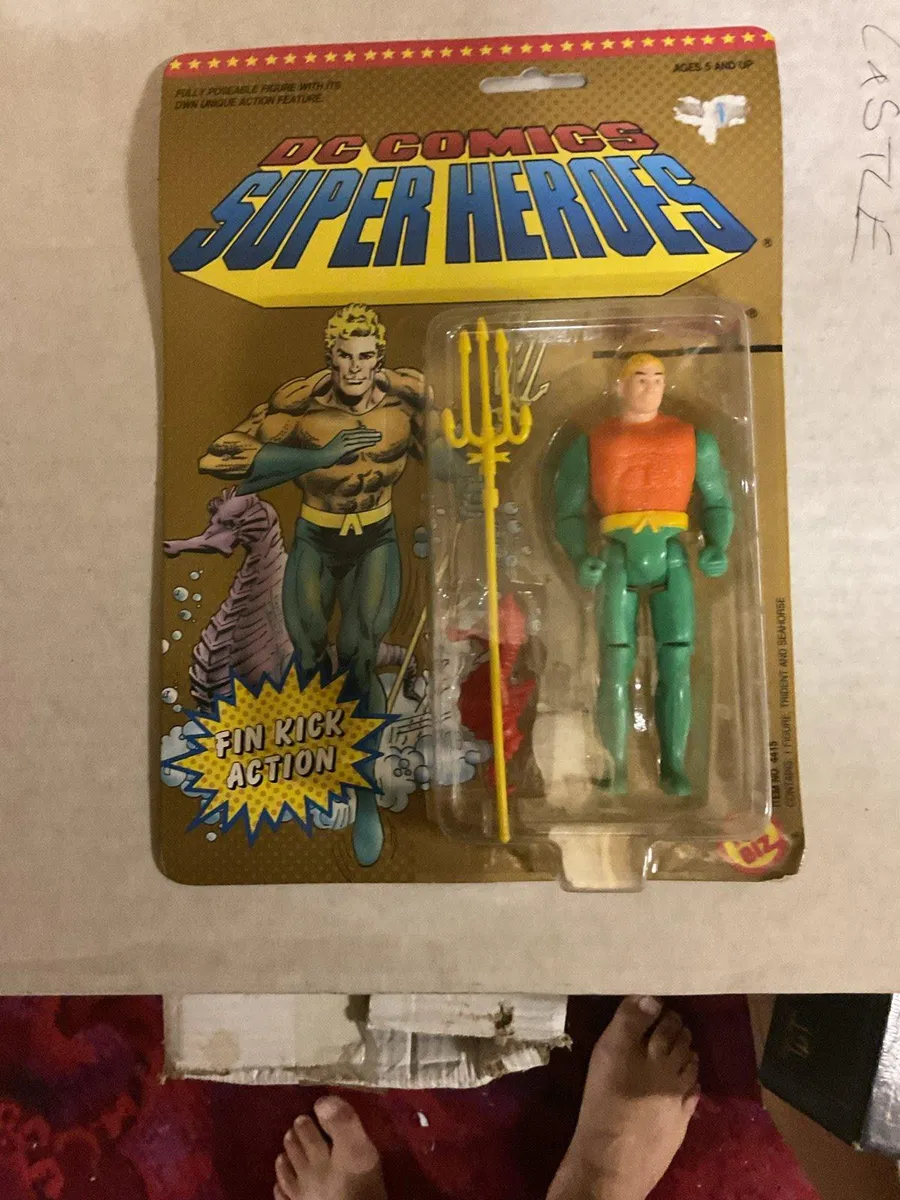 FULLY POSEABLE FIGURE WITH ITS
OWN UNIQUE ACTION FEATURE.
AGES 5 AND UP
DC COMICS
SUPER HEROES®
®
A
FIN KICK
ACTION
ITEM NO. 4415
CONTAINS: 1 FIGURE, TRIDENT AND SEAHORSE
BIZ
CASTLE